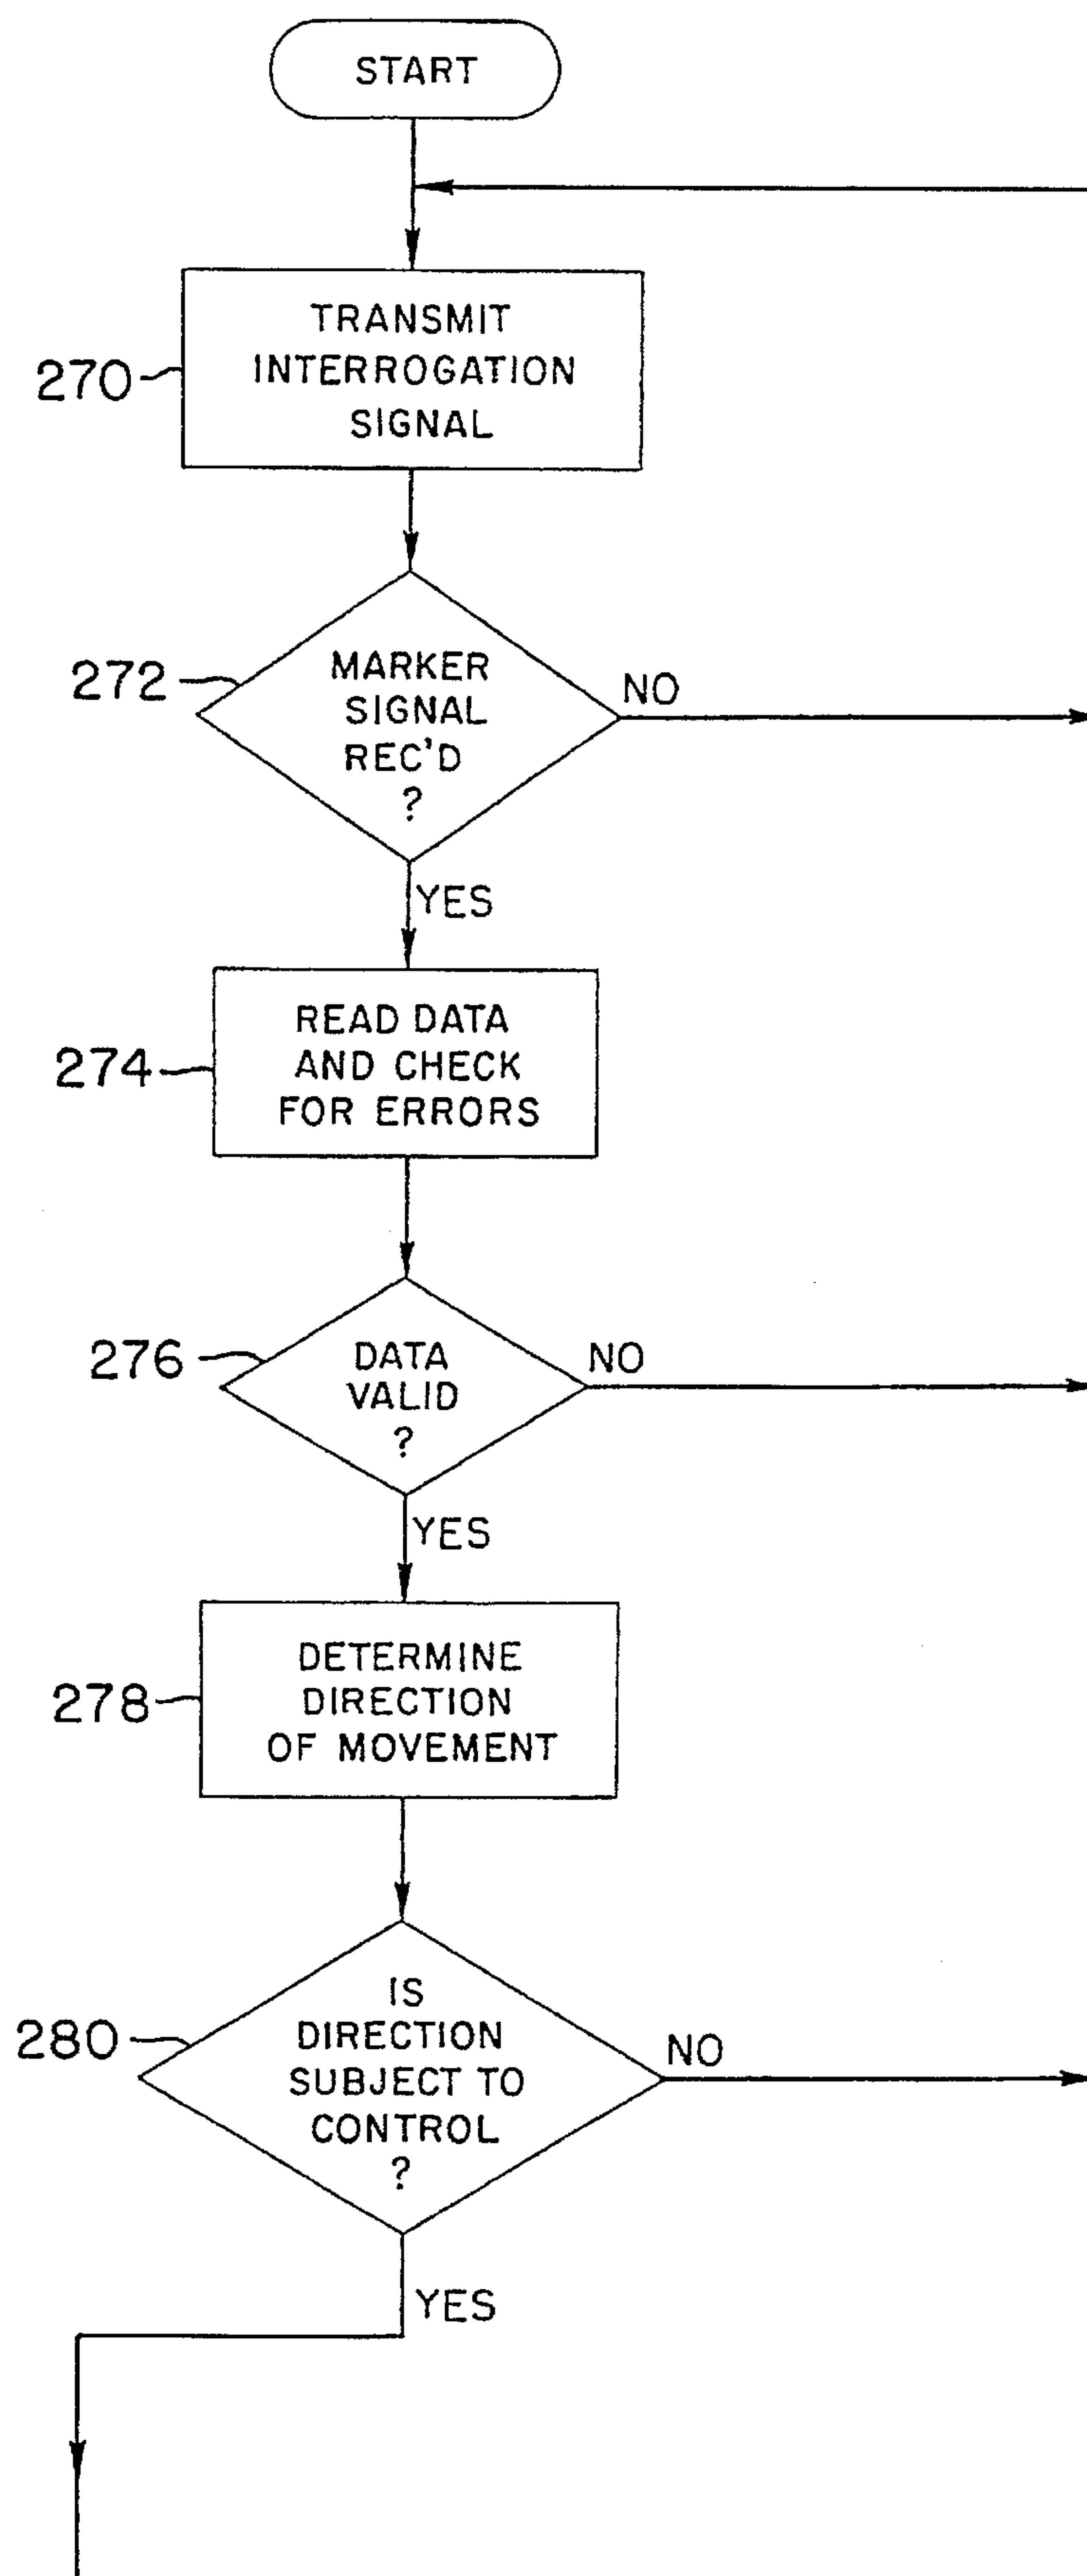 START
TRANSMIT
INTERROGATION
SIGNAL
270
MARKER
SIGNAL
REC'D
?
272
NO
YES
READ DATA
AND CHECK
FOR ERRORS
274
DATA
VALID
?
276
NO
YES
DETERMINE
DIRECTION
OF MOVEMENT
278
IS
DIRECTION
SUBJECT TO
CONTROL
?
280
NO
YES